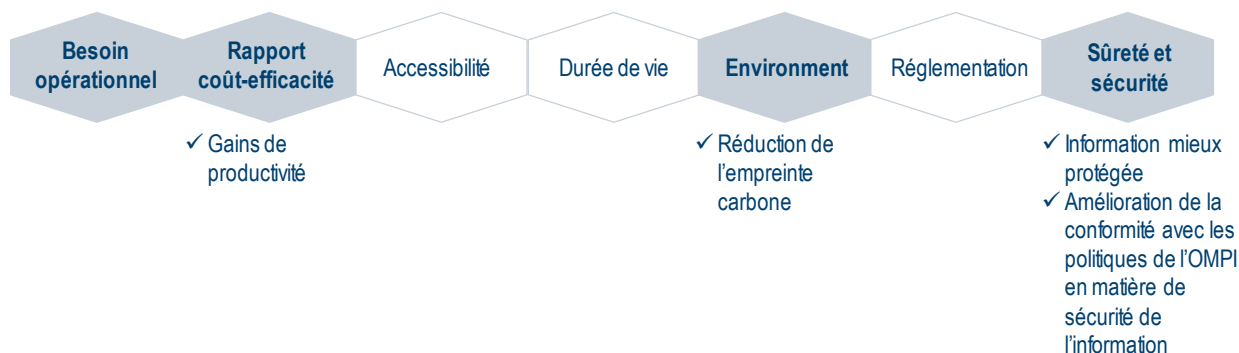 Besoin
opérationnel
Rapport
coût-efficacité
Accessibilité
Durée de vie
Environment
Réglementation
Sûreté et
sécurité
✓ Gains de
productivité
✓ Réduction de
l’empreinte
carbone
✓ Information mieux
protégée
✓ Amélioration de la
conformité avec les
politiques de l’OMPI
en matière de
sécurité de
l’information